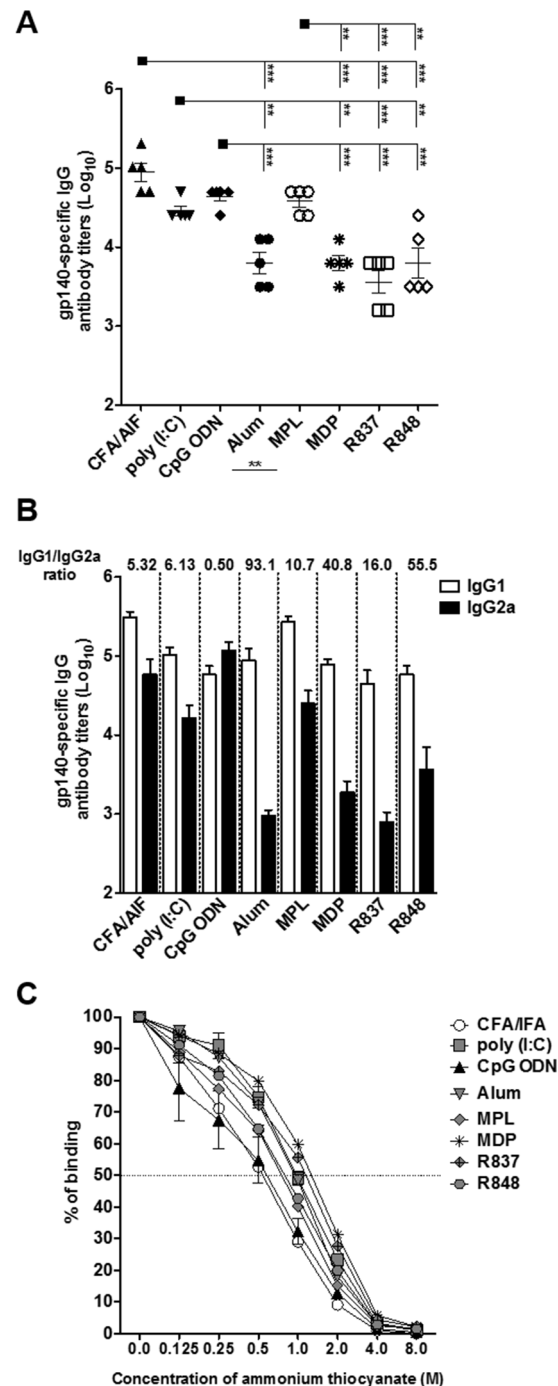 A
** *** **
*** *** *** ***
** ** *** **
*** *** *** ***
6
5
4
3
2
gp140-specific IgG
antibody titers (Log10)
CFA/AIF poly (I:C) CpG ODN Alum MPL MDP R837 R848
**
B
IgG1/IgG2a
ratio
5.32 6.13 0.50 93.1 10.7 40.8 16.0 55.5
IgG1
IgG2a
6
5
4
3
2
gp140-specific IgG
antibody titers (Log10)
CFA/AIF poly (I:C) CpG ODN Alum MPL MDP R837 R848
C
100
90
80
70
60
50
40
30
20
10
0
% of binding
CFA/IFA
poly (I:C)
CpG ODN
Alum
MPL
MDP
R837
R848
0.0 0.125 0.25 0.5 1.0 2.0 4.0 8.0
Concentration of ammonium thiocyanate (M)